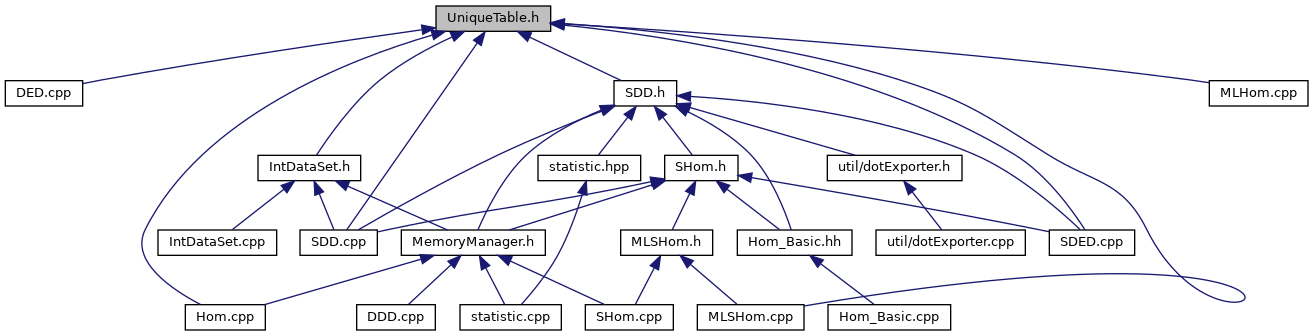 UniqueTable.h
DED.cpp
SDD.h
MLHom.cpp
IntDataSet.h
statistic.hpp
SHom.h
util/dotExporter.h
IntDataSet.cpp
SDD.cpp
MemoryManager.h
MLSHom.h
Hom_Basic.hh
util/dotExporter.cpp
SDED.cpp
Hom.cpp
DDD.cpp
statistic.cpp
SHom.cpp
MLSHom.cpp
Hom_Basic.cpp